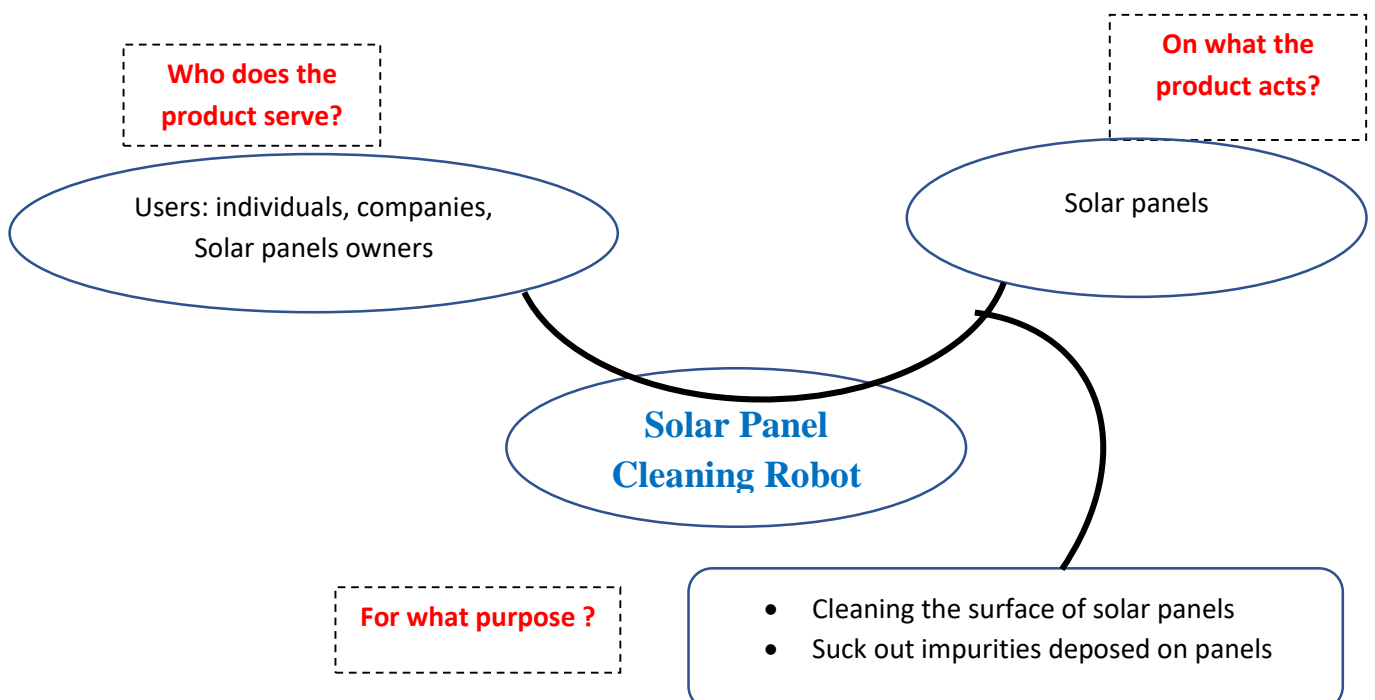 Who does the
product serve?
On what the
product acts?
Users: individuals, companies,
Solar panels owners
Solar panels
Solar Panel
Cleaning Robot
For what purpose ?
• Cleaning the surface of solar panels
• Suck out impurities deposed on panels